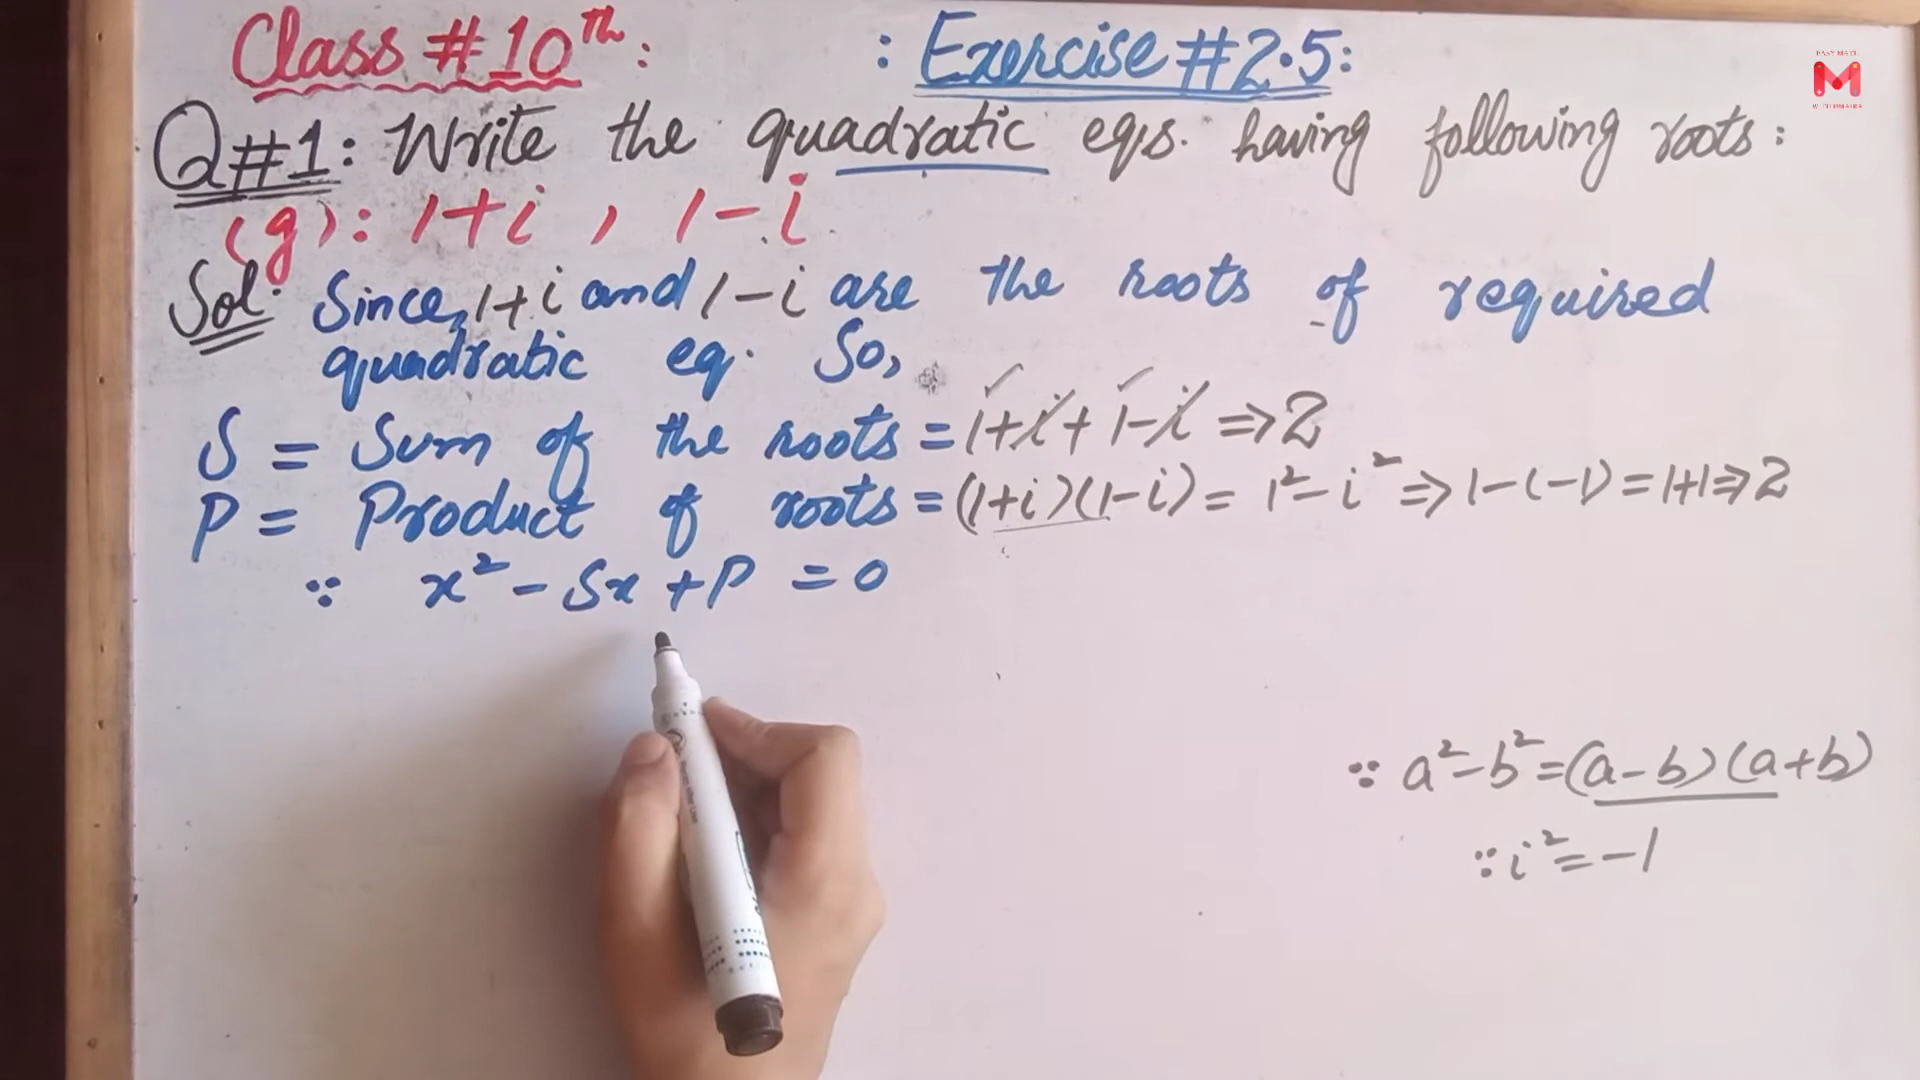 Class #10th: : Exercise #2.5:
Q#1: Write the quadratic eqs. having following roots:
(g): 1+i , 1-i
Sol: Since, 1+i and 1-i are the roots of required
quadratic eq. So,
S = Sum of the roots = 1+i + 1-i ⇒ 2
P = Product of roots = (1+i)(1-i) = 1²-i² ⇒ 1-(-1) = 1+1 ⇒ 2
∵ x² - Sx + P = 0
∵ a²-b²=(a-b)(a+b)
∵ i²=-1
M